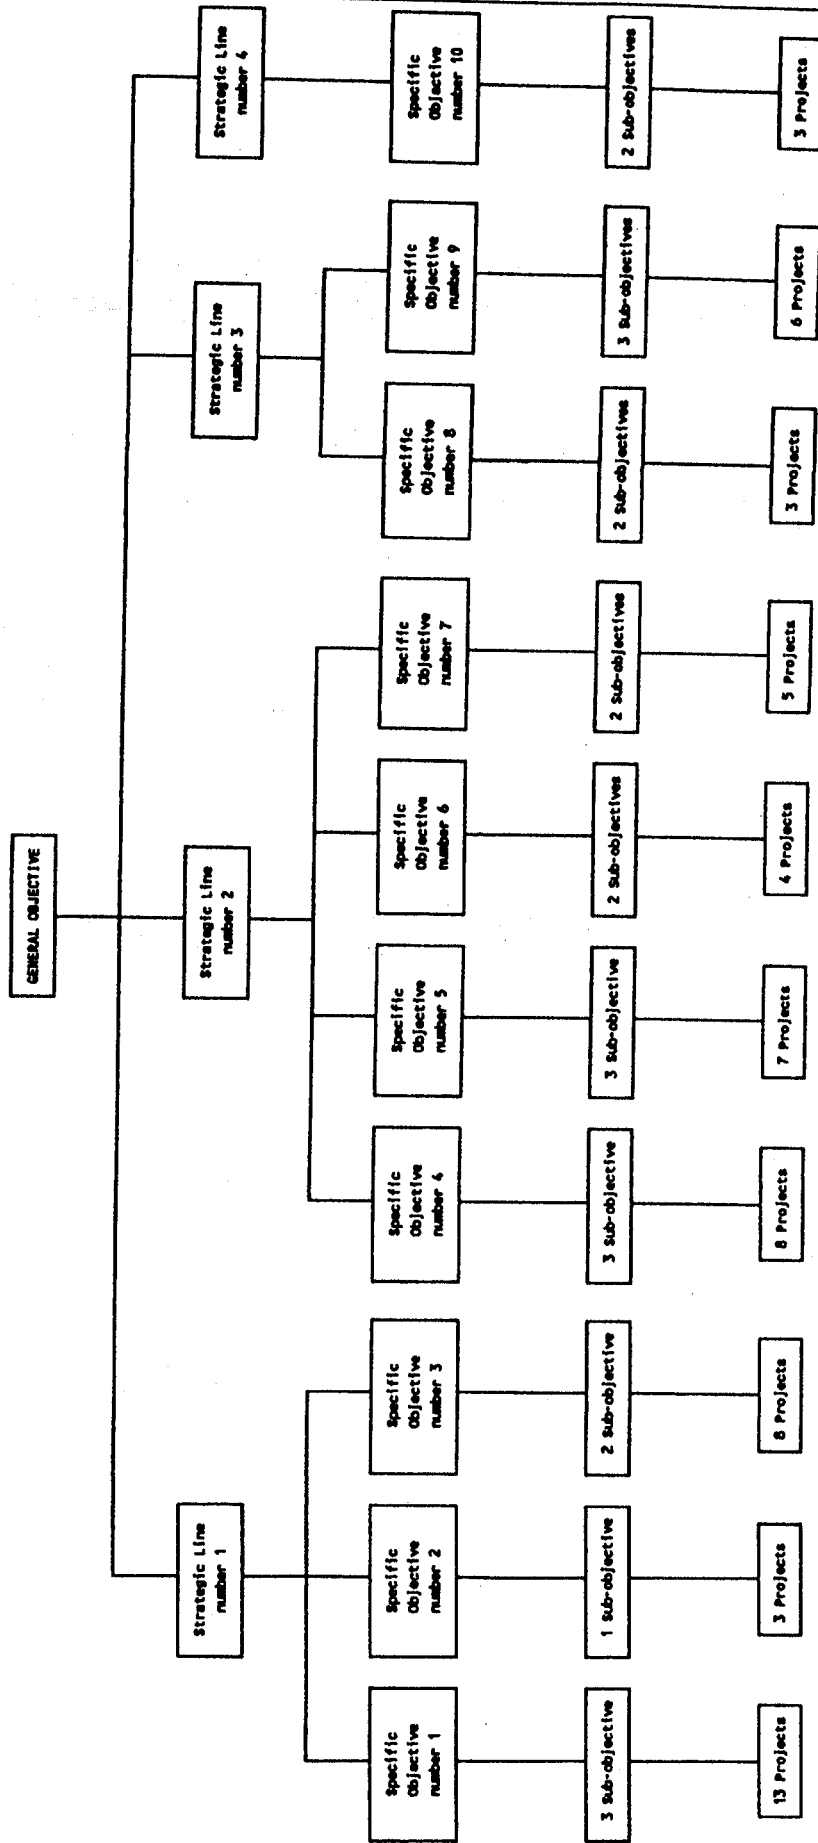 GENERAL OBJECTIVE
Strategic Line
number 1
Strategic Line
number 2
Strategic Line
number 3
Strategic Line
number 4
Specific
Objective
number 1
Specific
Objective
number 2
Specific
Objective
number 3
Specific
Objective
number 4
Specific
Objective
number 5
Specific
Objective
number 6
Specific
Objective
number 7
Specific
Objective
number 8
Specific
Objective
number 9
Specific
Objective
number 10
3 Sub-objective
1 Sub-objective
2 Sub-objective
3 Sub-objective
3 Sub-objective
2 Sub-objectives
2 Sub-objectives
2 Sub-objectives
3 Sub-objectives
2 Sub-objectives
13 Projects
3 Projects
8 Projects
8 Projects
7 Projects
4 Projects
5 Projects
3 Projects
6 Projects
3 Projects